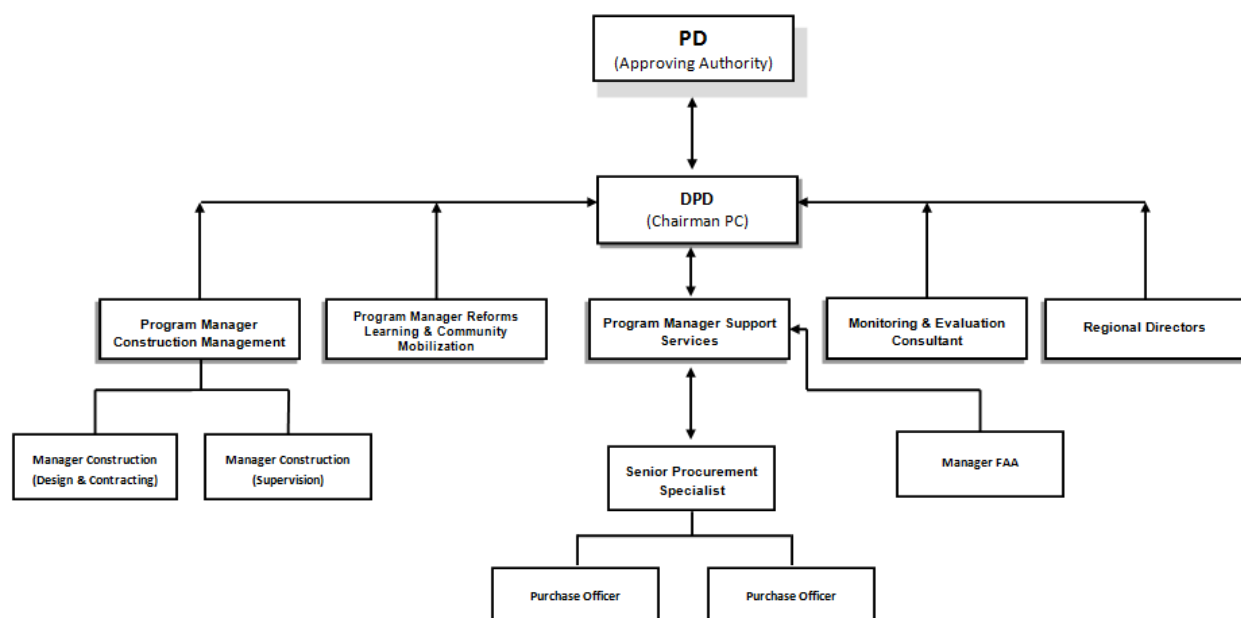 PD
(Approving Authority)
DPD
(Chairman PC)
Program Manager
Construction Management
Program Manager Reforms
Learning & Community
Mobilization
Program Manager Support
Services
Monitoring & Evaluation
Consultant
Regional Directors
Manager Construction
(Design & Contracting)
Manager Construction
(Supervision)
Senior Procurement
Specialist
Manager FAA
Purchase Officer
Purchase Officer